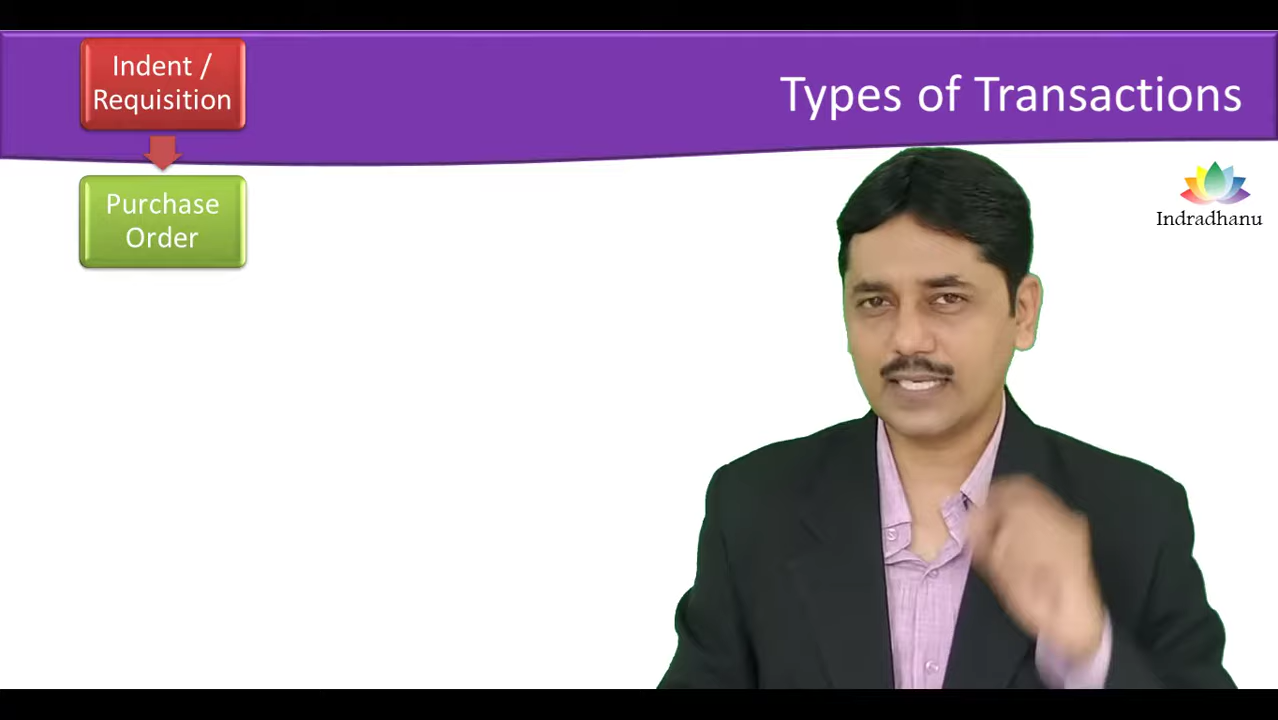 Indent /
Requisition
Types of Transactions
Purchase
Order
Indradhanu